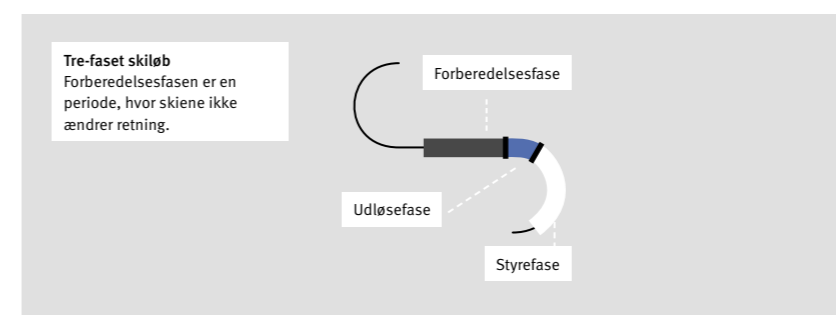 Tre-faset skiløb
Forberedelsesfasen er en
periode, hvor skiene ikke
ændrer retning.
Forberedelsesfase
Udløsefase
Styrefase